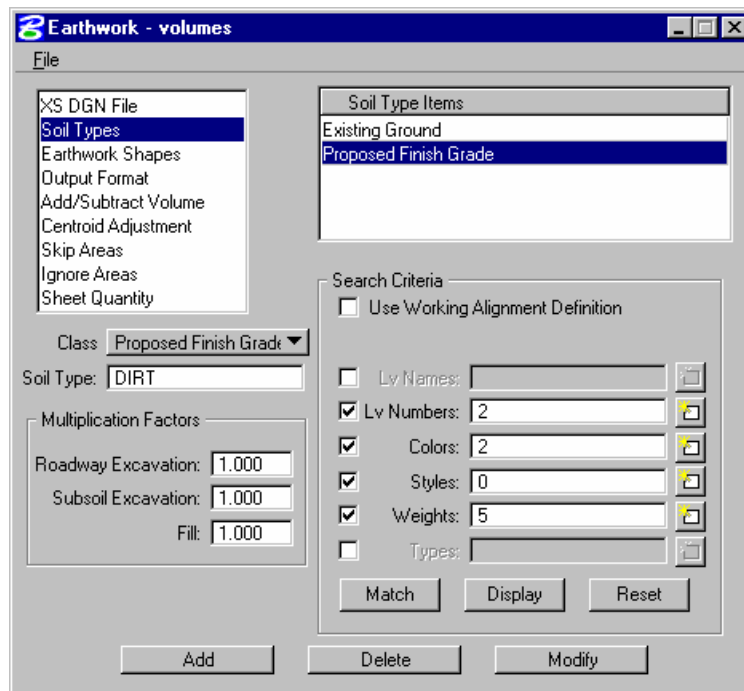 Earthwork - volumes
File
XS DGN File
Soil Types
Earthwork Shapes
Output Format
Add/Subtract Volume
Centroid Adjustment
Skip Areas
Ignore Areas
Sheet Quantity
Soil Type Items
Existing Ground
Proposed Finish Grade
Class Proposed Finish Grade
Soil Type: DIRT
Multiplication Factors
Roadway Excavation: 1.000
Subsoil Excavation: 1.000
Fill: 1.000
Search Criteria
Use Working Alignment Definition
Lv Names:
Lv Numbers: 2
Colors: 2
Styles: 0
Weights: 5
Types:
Match Display Reset
Add Delete Modify